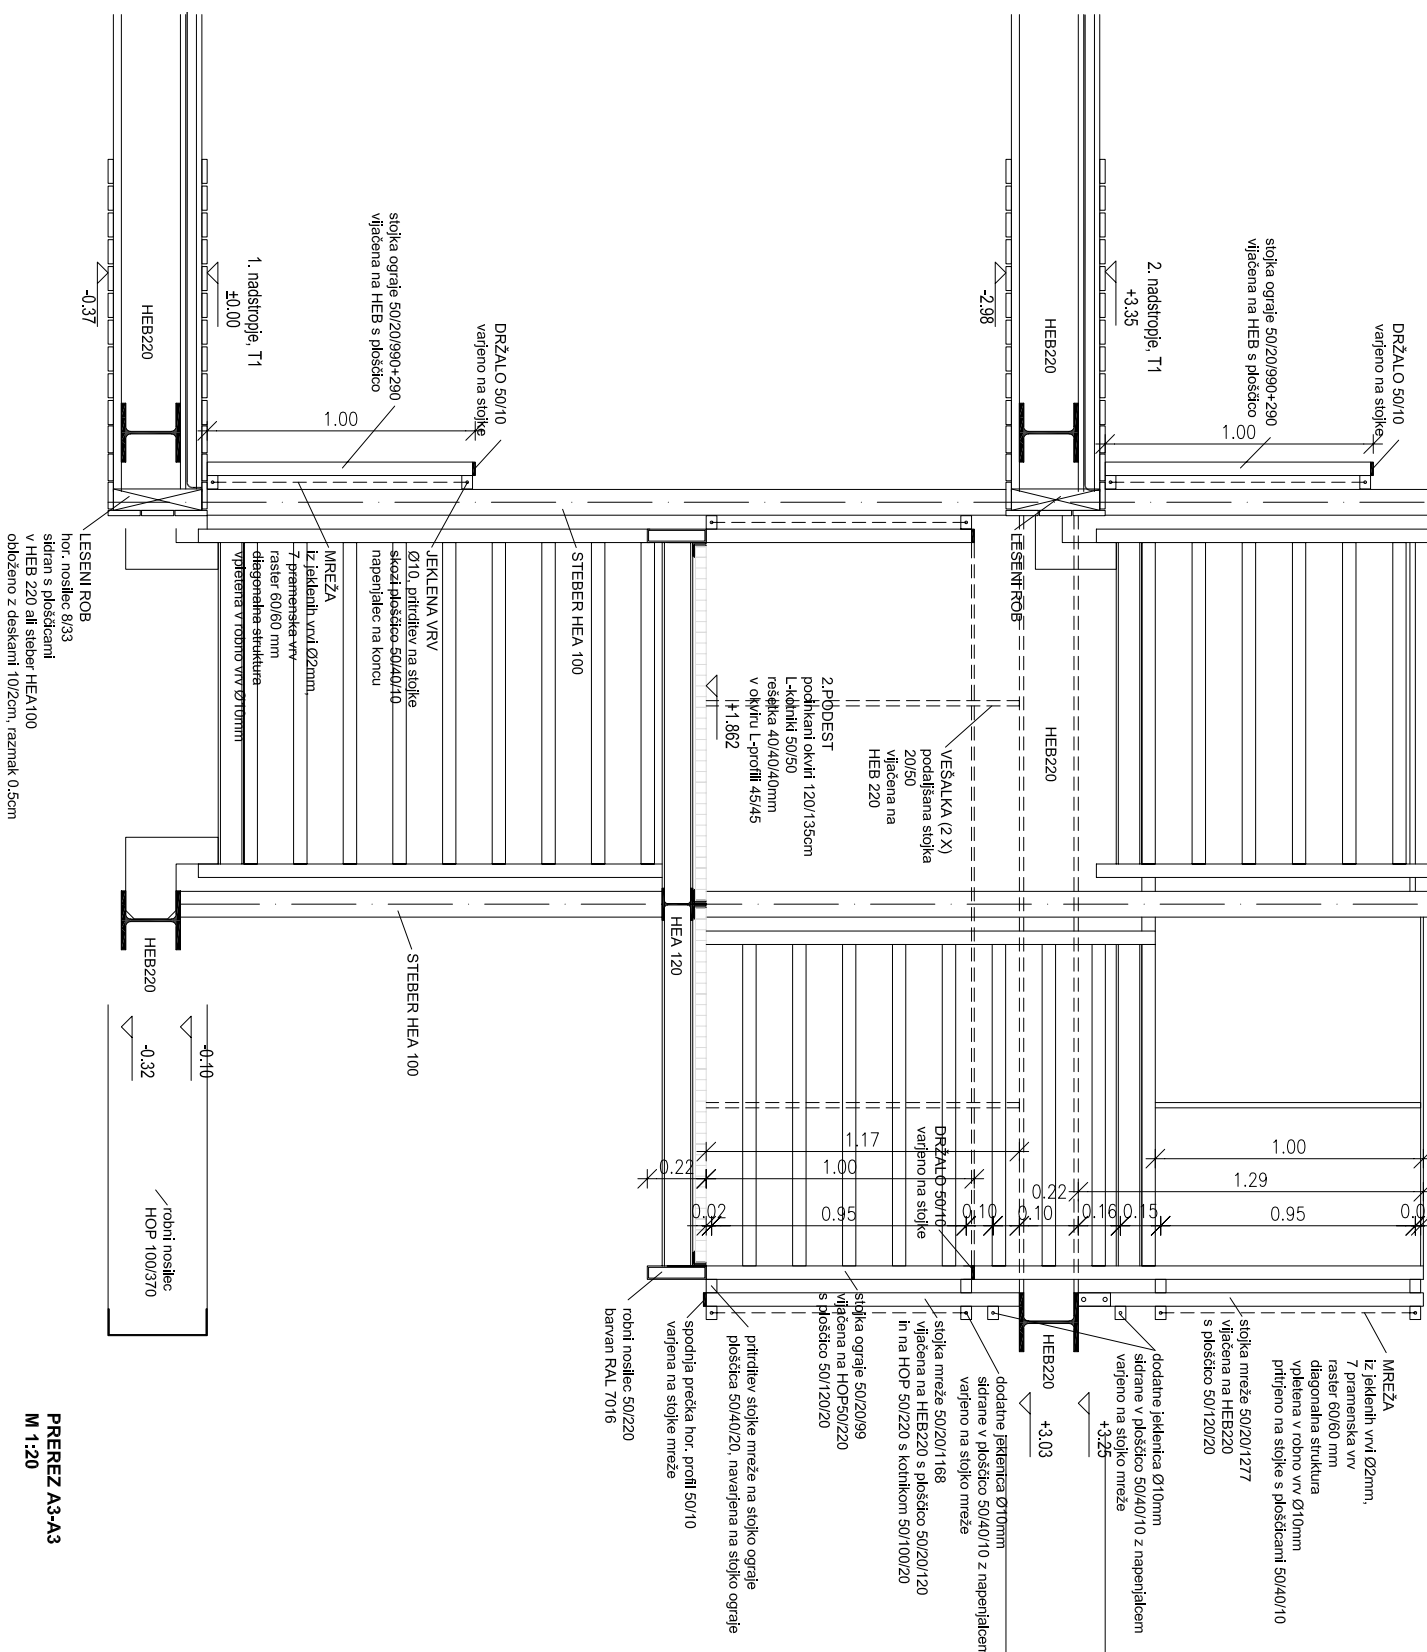 DRŽALO 50/10
varjeno na stojke
stojka ograje 50/20/990+290
vijačena na HEB s ploščico
1.00
2. nadstropje, T1
+3.35
HEB220
-2.98
LESENI ROB
DRŽALO 50/10
varjeno na stojke
stojka ograje 50/20/990+290
vijačena na HEB s ploščico
1.00
1. nadstropje, T1
±0.00
HEB220
-0.37
STEBER HEA 100
JEKLENA VRV
Ø10, pritrditev na stojke
skozi ploščico 50/40/10
napenjalec na koncu
MREŽA
iz jeklenih vrvi Ø2mm,
7 pramenska vrv
raster 60/60 mm
diagonalna struktura
vpletena v robno vrv Ø10mm
LESENI ROB
hor. nosilec 8/33
sidran s ploščicami
v HEB 220 ali steber HEA100
obloženo z deskami 10/2cm, razmak 0.5cm
HEB220
VEŠALKA (2 X)
podaljšana stojka
20/50
vijačena na
HEB 220
2.PODEST
pocinkani okviri 120/135cm
L-kotniki 50/50
rešetka 40/40/40mm
v okviru L-profili 45/45
+1.862
HEA 120
STEBER HEA 100
HEB220
-0.10
-0.32
robni nosilec
HOP 100/370
1.00
1.29
0.95
0.15
0.16
0.22
0.10
0.10
1.17
1.00
0.95
0.22
0.02
DRŽALO 50/10
varjeno na stojke
MREŽA
iz jeklenih vrvi Ø2mm,
7 pramenska vrv
raster 60/60 mm
diagonalna struktura
vpletena v robno vrv Ø10mm
pritrjeno na stojke s ploščicami 50/40/10
stojka mreže 50/20/1277
vijačena na HEB220
s ploščico 50/120/20
dodatne jeklenica Ø10mm
sidrane v ploščico 50/40/10 z napenjalcem
varjeno na stojko mreže
+3.25
HEB220
+3.03
dodatne jeklenica Ø10mm
sidrane v ploščico 50/40/10 z napenjalcem
varjeno na stojko mreže
stojka mreže 50/20/1168
vijačena na HEB220 s ploščico 50/20/120
in na HOP 50/220 s kotnikom 50/100/20
stojka ograje 50/20/99
vijačena na HOP50/220
s ploščico 50/120/20
pritrditev stojke mreže na stojko ograje
ploščica 50/40/20, navarjena na stojko ograje
spodnja prečka hor. profil 50/10
varjena na stojke mreže
robni nosilec 50/220
barvan RAL 7016
PREREZ A3-A3
M 1:20